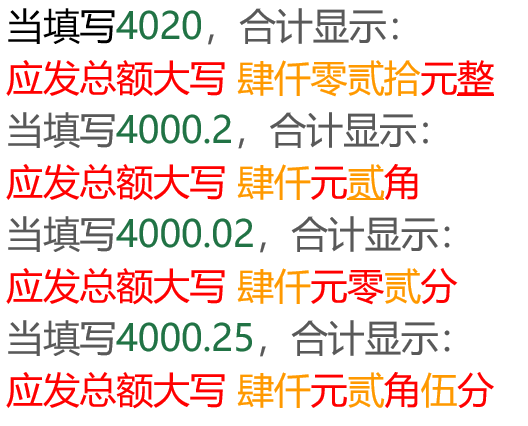 当填写4020，合计显示：
应发总额大写 肆仟零贰拾元整
当填写4000.2，合计显示：
应发总额大写 肆仟元贰角
当填写4000.02，合计显示：
应发总额大写 肆仟元零贰分
当填写4000.25，合计显示：
应发总额大写 肆仟元贰角伍分